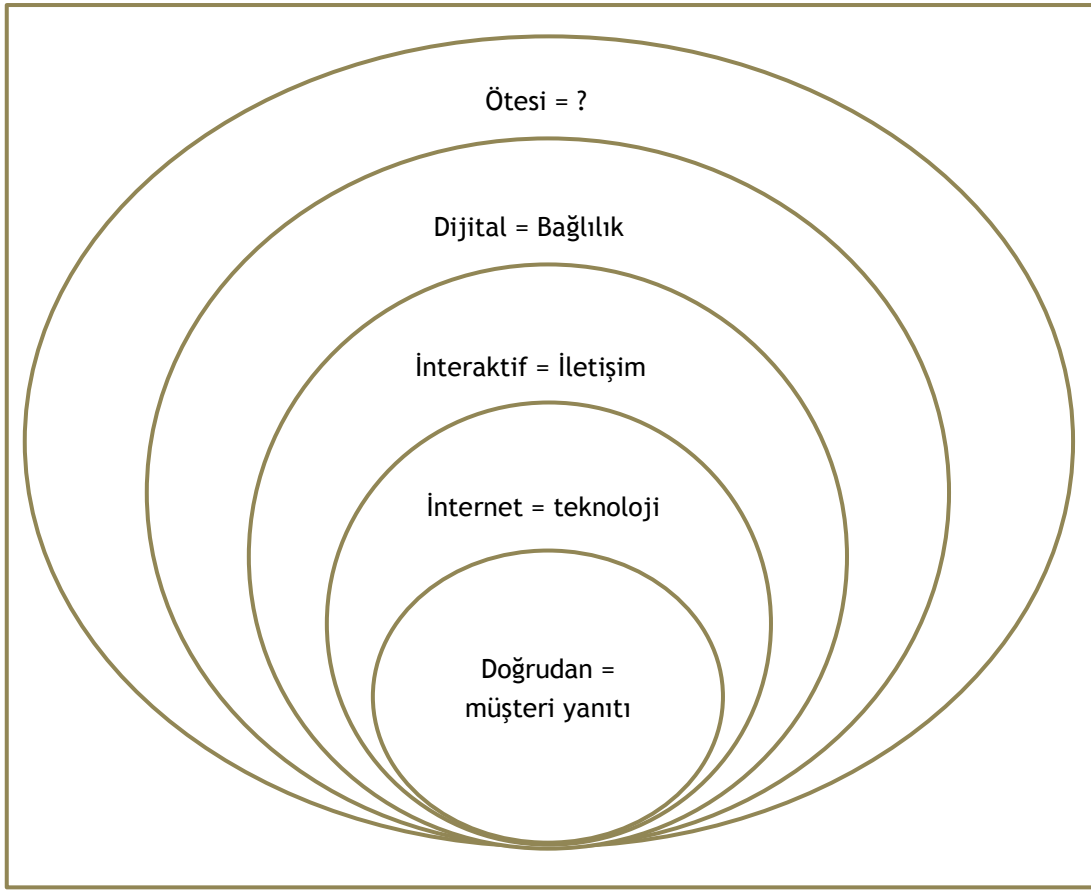 Ötesi = ?
Dijital = Bağlılık
İnteraktif = İletişim
İnternet = teknoloji
Doğrudan =
müşteri yanıtı